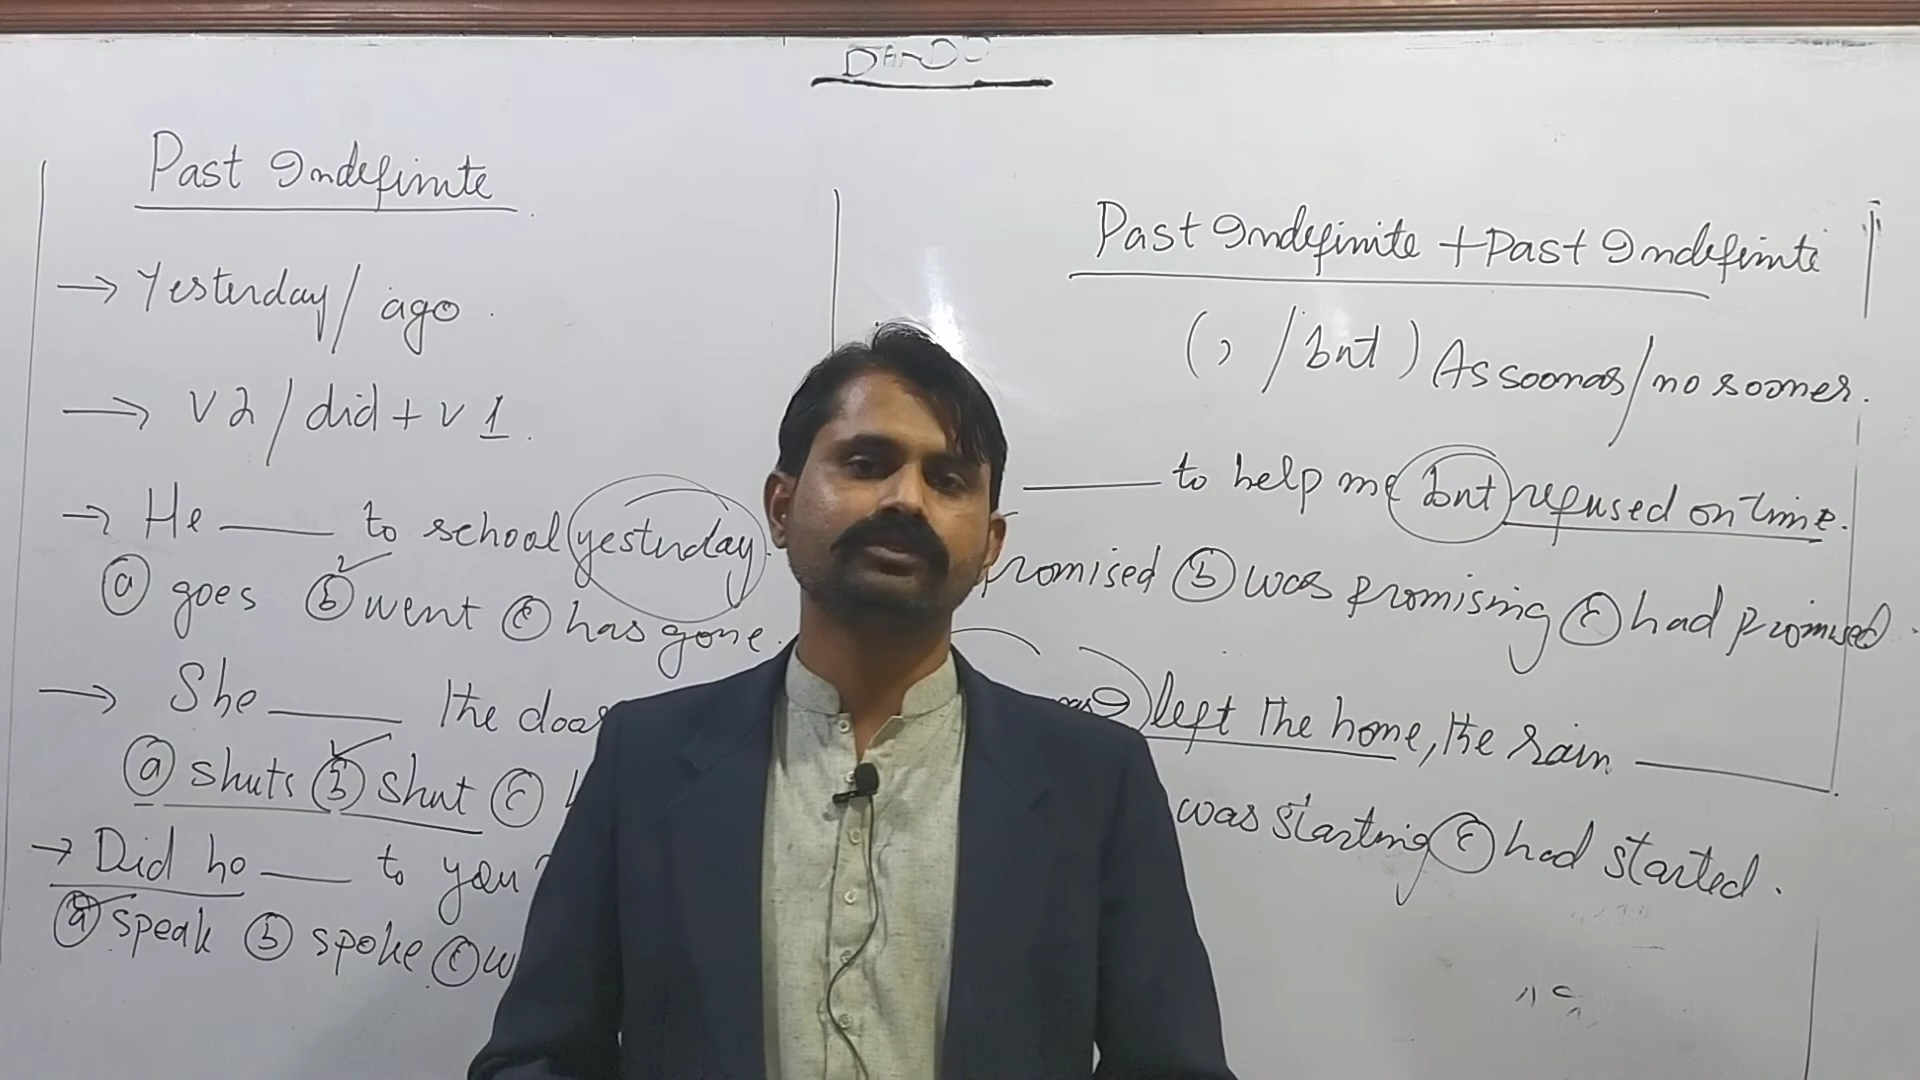 Past Indefinite
→ Yesterday / ago.
→ V2 / did + V1.
→ He ____ to school yesterday.
(a) goes (b) went (c) has gone.
→ She ____ the door
(a) shuts (b) shut (c)
→ Did he ____ to you?
(a) speak (b) spoke (c)
Past Indefinite + Past Indefinite
( , / but ) As soon as / no sooner.
____ to help me but refused on time.
promised (b) was promising (c) had promised.
left the home, the rain ____
was starting (c) had started.